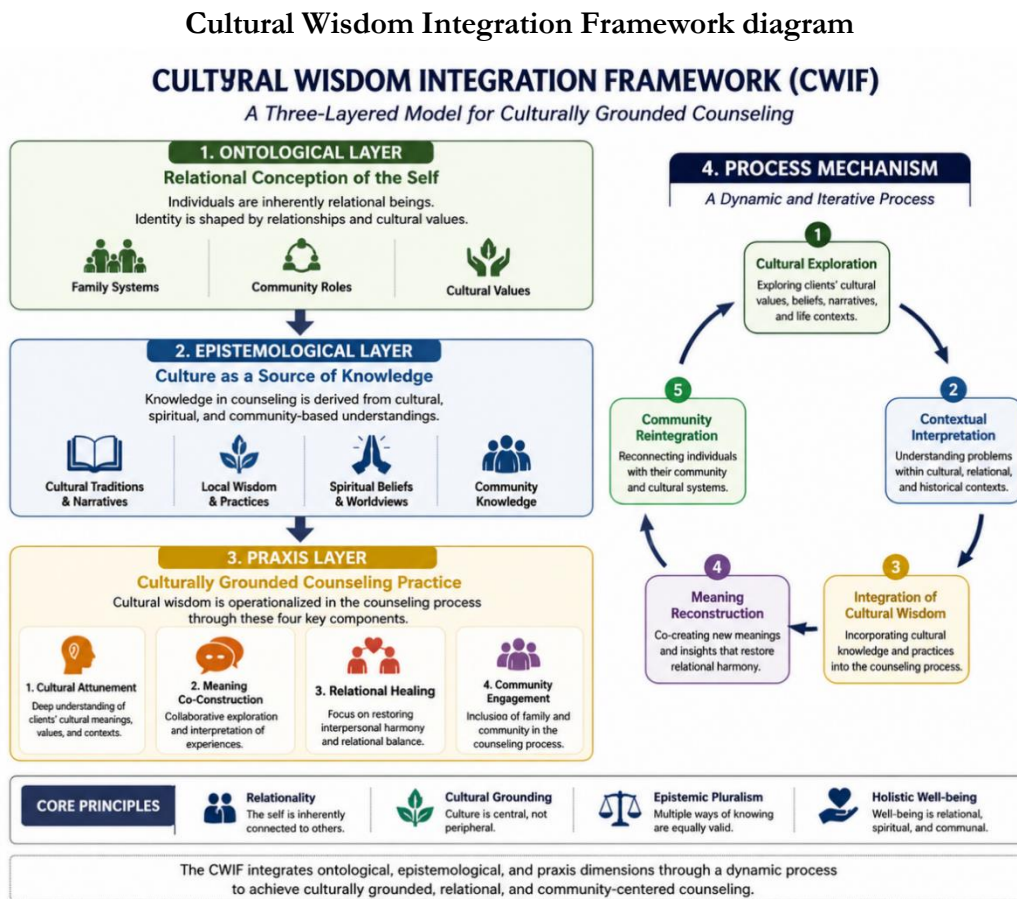 Cultural Wisdom Integration Framework diagram
CULTURAL WISDOM INTEGRATION FRAMEWORK (CWIF)
A Three-Layered Model for Culturally Grounded Counseling
1. ONTOLOGICAL LAYER
Relational Conception of the Self
Individuals are inherently relational beings.
Identity is shaped by relationships and cultural values.
Family Systems
Community Roles
Cultural Values
2. EPISTEMOLOGICAL LAYER
Culture as a Source of Knowledge
Knowledge in counseling is derived from cultural,
spiritual, and community-based understandings.
Cultural Traditions
& Narratives
Local Wisdom
& Practices
Spiritual Beliefs
& Worldviews
Community
Knowledge
3. PRAXIS LAYER
Culturally Grounded Counseling Practice
Cultural wisdom is operationalized in the counseling process
through these four key components.
1. Cultural Attunement
Deep understanding of
clients' cultural meanings,
values, and contexts.
2. Meaning
Co-Construction
Collaborative exploration
and interpretation of
experiences.
3. Relational Healing
Focus on restoring
interpersonal harmony
and relational balance.
4. Community
Engagement
Inclusion of family and
community in the
counseling process.
4. PROCESS MECHANISM
A Dynamic and Iterative Process
1
Cultural Exploration
Exploring clients' cultural
values, beliefs, narratives,
and life contexts.
2
Contextual
Interpretation
Understanding problems
within cultural, relational,
and historical contexts.
3
Integration of
Cultural Wisdom
Incorporating cultural
knowledge and practices
into the counseling process.
4
Meaning
Reconstruction
Co-creating new meanings
and insights that restore
relational harmony.
5
Community
Reintegration
Reconnecting individuals
with their community
and cultural systems.
CORE PRINCIPLES
Relationality
The self is inherently
connected to others.
Cultural Grounding
Culture is central, not
peripheral.
Epistemic Pluralism
Multiple ways of knowing
are equally valid.
Holistic Well-being
Well-being is relational,
spiritual, and communal.
The CWIF integrates ontological, epistemological, and praxis dimensions through a dynamic process
to achieve culturally grounded, relational, and community-centered counseling.